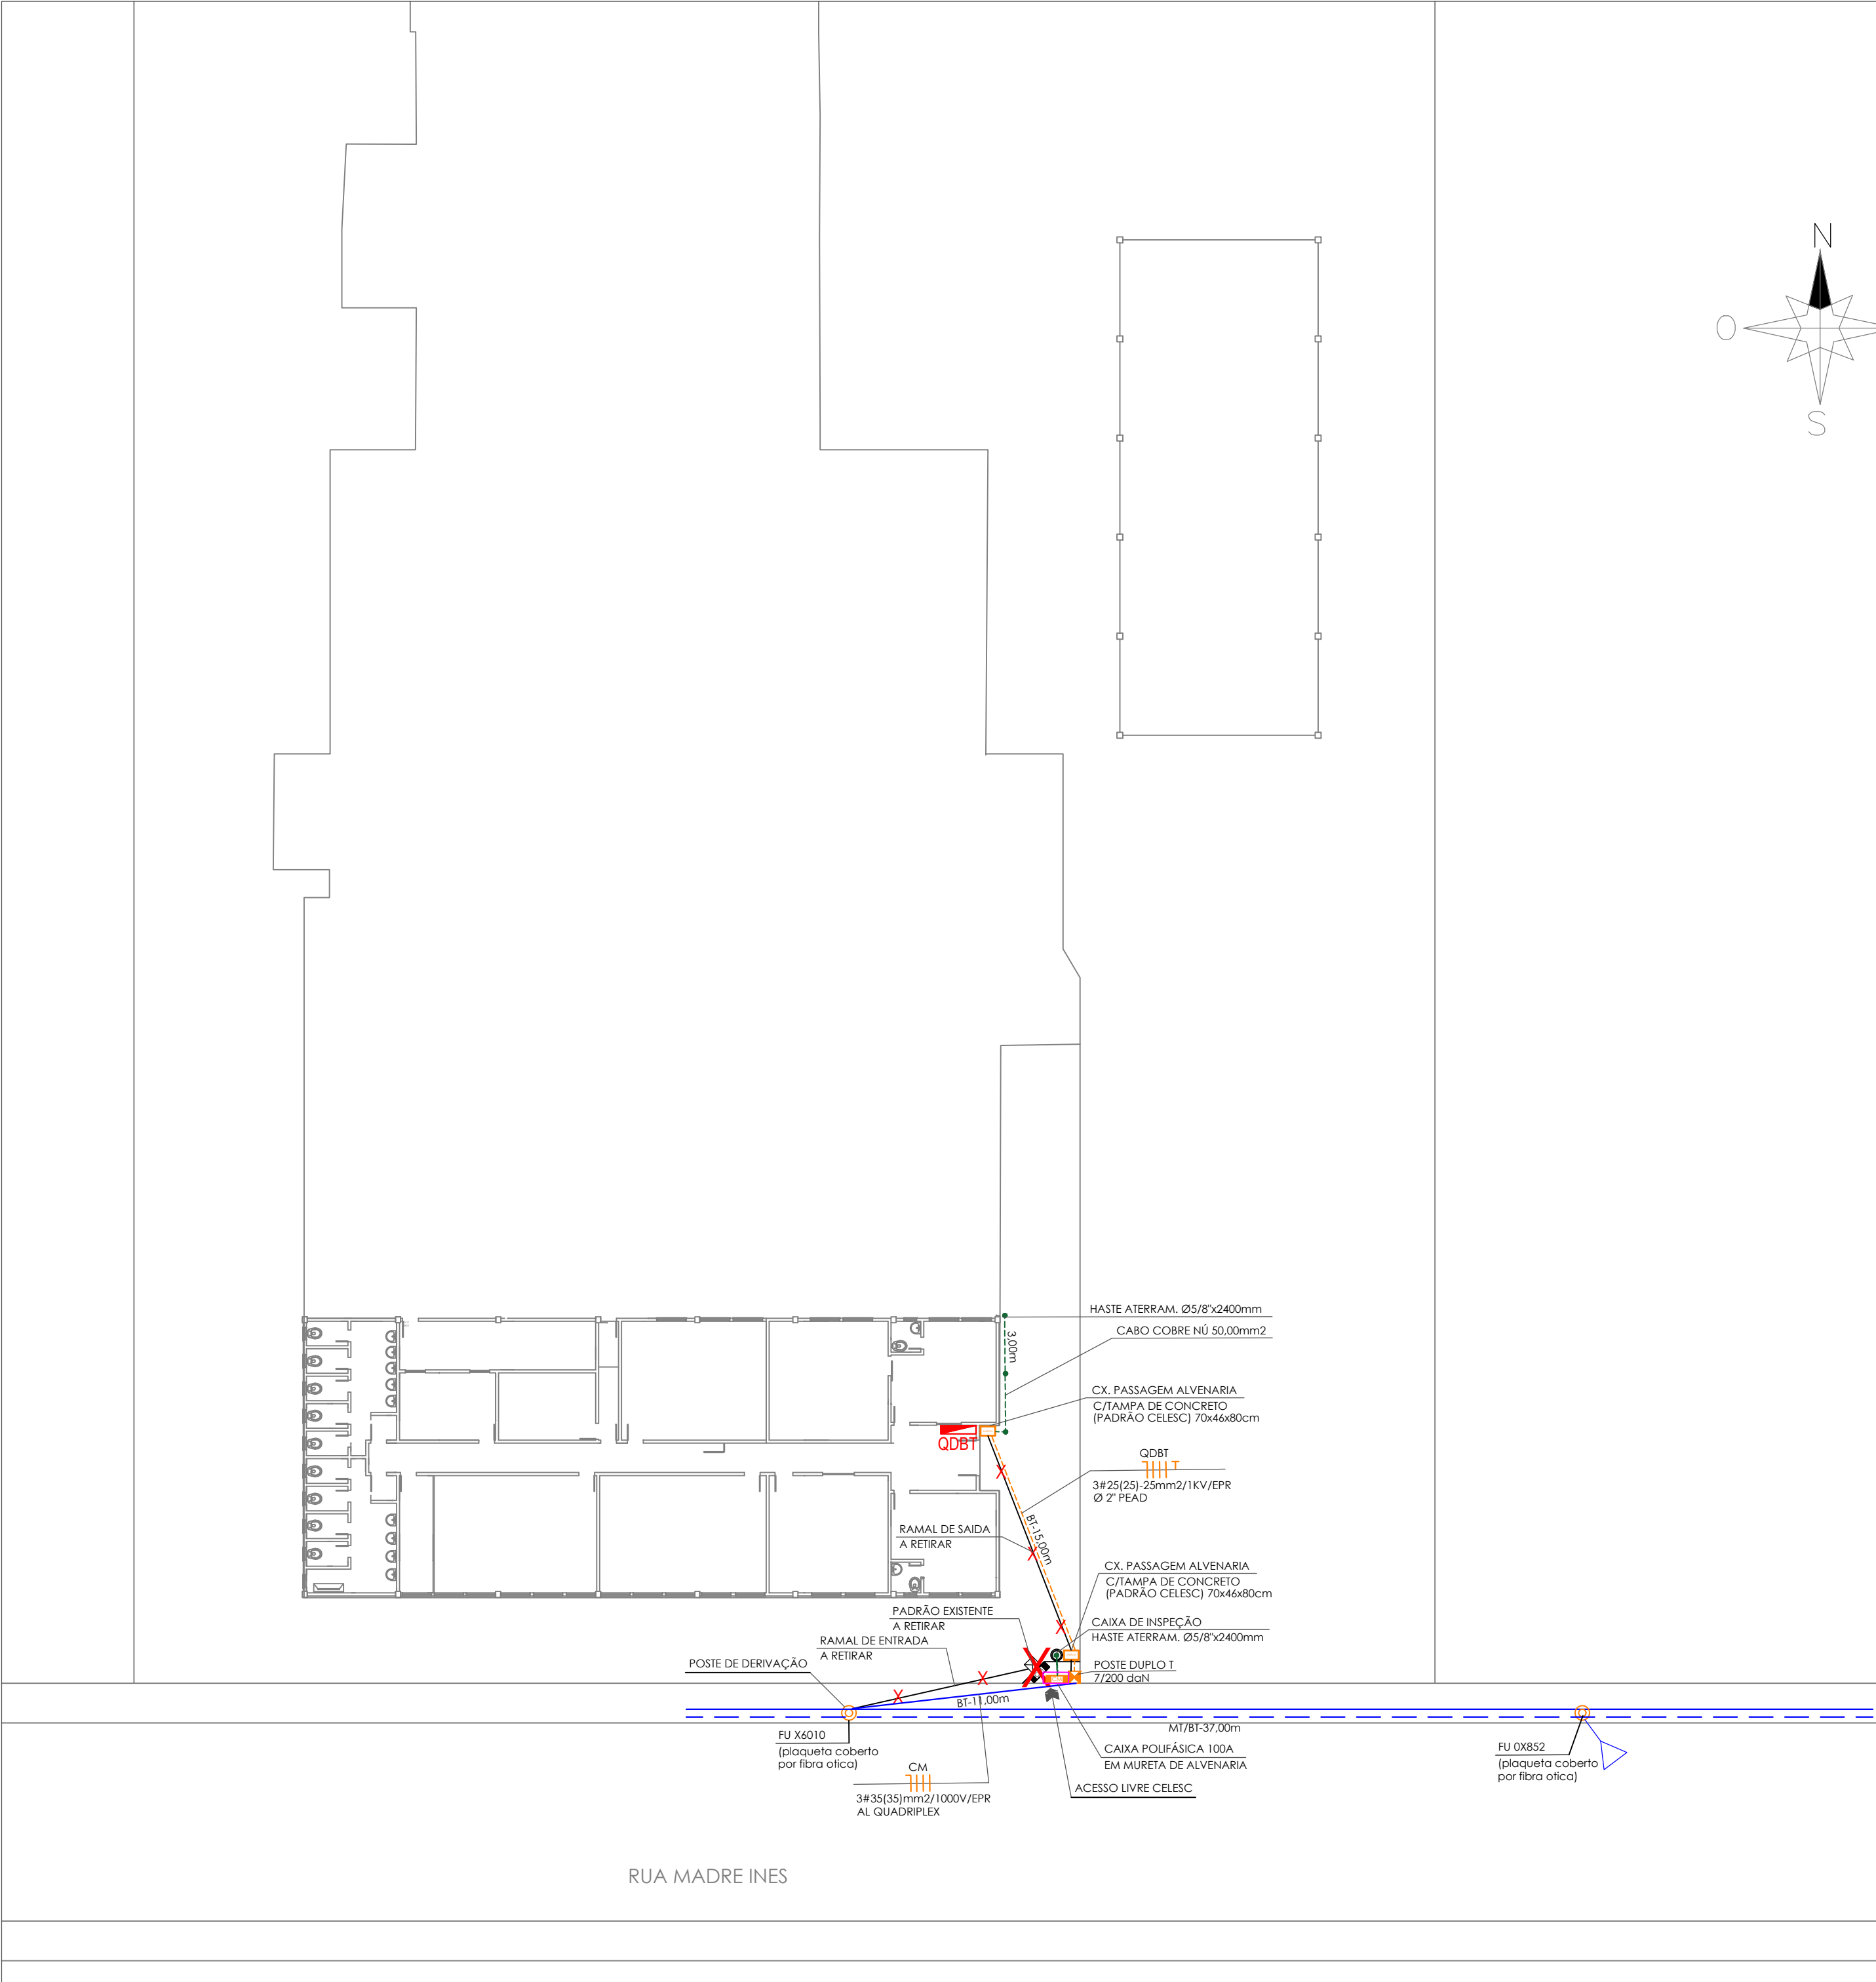 N
O
S
HASTE ATERRAM. Ø5/8"x2400mm
3,00m
CABO COBRE NÚ 50,00mm2
CX. PASSAGEM ALVENARIA
C/TAMPA DE CONCRETO
(PADRÃO CELESC) 70x46x80cm
QDBT
QDBT
3#25(25)-25mm2/1KV/EPR
Ø 2" PEAD
RAMAL DE SAIDA
A RETIRAR
BT-15,00m
CX. PASSAGEM ALVENARIA
C/TAMPA DE CONCRETO
(PADRÃO CELESC) 70x46x80cm
PADRÃO EXISTENTE
A RETIRAR
CAIXA DE INSPEÇÃO
HASTE ATERRAM. Ø5/8"x2400mm
RAMAL DE ENTRADA
A RETIRAR
POSTE DE DERIVAÇÃO
POSTE DUPLO T
7/200 daN
BT-11,00m
MT/BT-37,00m
FU X6010
(plaqueta coberto
por fibra otica)
CAIXA POLIFÁSICA 100A
EM MURETA DE ALVENARIA
FU 0X852
(plaqueta coberto
por fibra otica)
CM
3#35(35)mm2/1000V/EPR
AL QUADRIPLEX
ACESSO LIVRE CELESC
RUA MADRE INES